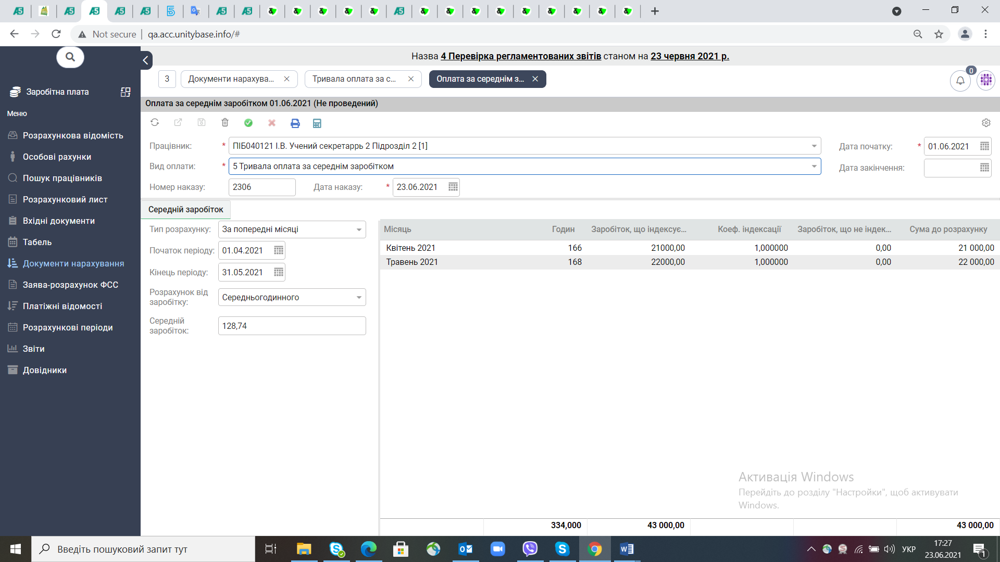 Not secure | qa.acc.unitybase.info/#
Назва 4 Перевірка регламентованих звітів станом на 23 червня 2021 р.
3
Документи нарахува...
Тривала оплата за с...
Оплата за середнім з...
0
Заробітна плата
Меню
Розрахункова відомість
Особові рахунки
Пошук працівників
Розрахунковий лист
Вхідні документи
Табель
Документи нарахування
Заява-розрахунок ФСС
Платіжні відомості
Розрахункові періоди
Звіти
Довідники
Оплата за середнім заробітком 01.06.2021 (Не проведений)
Працівник: * ПІБ040121 І.В. Учений секретаррь 2 Підрозділ 2 [1]
Дата початку: * 01.06.2021
Вид оплати: * 5 Тривала оплата за середнім заробітком
Дата закінчення:
Номер наказу: 2306 Дата наказу: * 23.06.2021
Середній заробіток
Тип розрахунку: За попередні місяці
Початок періоду: 01.04.2021
Кінець періоду: 31.05.2021
Розрахунок від
заробітку:
Середньогодинного
Середній
заробіток:
128,74
Місяць Годин Заробіток, що індексує... Коеф. індексації Заробіток, що не індек... Сума до розрахунку
Квітень 2021 166 21000,00 1,000000 0,00 21 000,00
Травень 2021 168 22000,00 1,000000 0,00 22 000,00
334,000 43 000,00 43 000,00
Активація Windows
Перейдіть до розділу "Настройки", щоб активувати
Windows.
Введіть пошуковий запит тут
УКР
17:27
23.06.2021
1